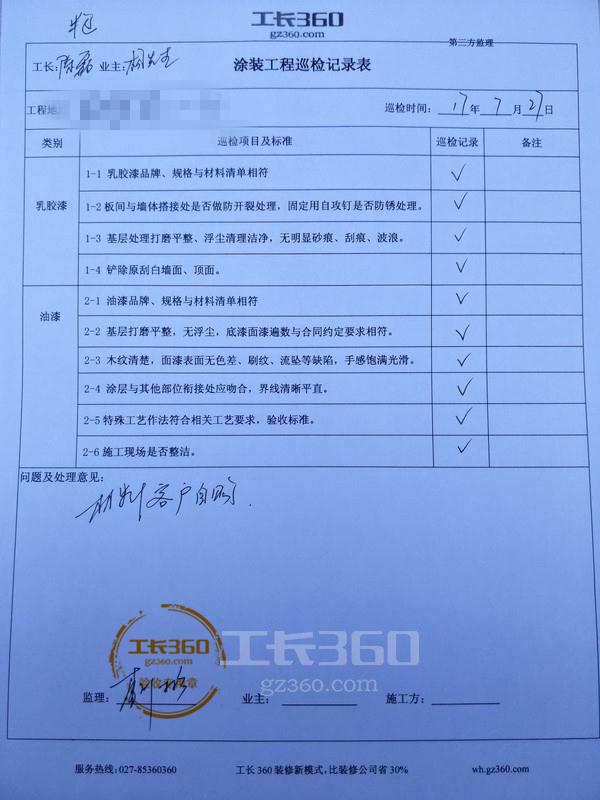 半包
工长360
gz360.com
第三方监理
工长:陈磊 业主:胡先生 涂装工程巡检记录表
工程地 巡检时间: 17年 7月 27日
类别 巡检项目及标准 巡检记录 备注
乳胶漆
1-1 乳胶漆品牌、规格与材料清单相符 ✓
1-2板间与墙体搭接处是否做防开裂处理，固定用自攻钉是否防锈处理。 ✓
1-3 基层处理打磨平整、浮尘清理洁净，无明显砂痕、刮痕、波浪。 ✓
1-4 铲除原刮白墙面、顶面。 ✓
油漆
2-1 油漆品牌、规格与材料清单相符 ✓
2-2 基层打磨平整，无浮尘，底漆面漆遍数与合同约定要求相符。 ✓
2-3 木纹清楚，面漆表面无色差、刷纹、流坠等缺陷，手感饱满光滑。 ✓
2-4 涂层与其他部位衔接处应吻合，界线清晰平直。 ✓
2-5特殊工艺作法符合相关工艺要求，验收标准。 ✓
2-6 施工现场是否整洁。 ✓
问题及处理意见:
材料客户自购.
工长360
gz360.com
工长360
gz360.com
监理: 业主: 施工方:
服务热线:027-85360360 工长360装修新模式，比装修公司省30% wh.gz360.com